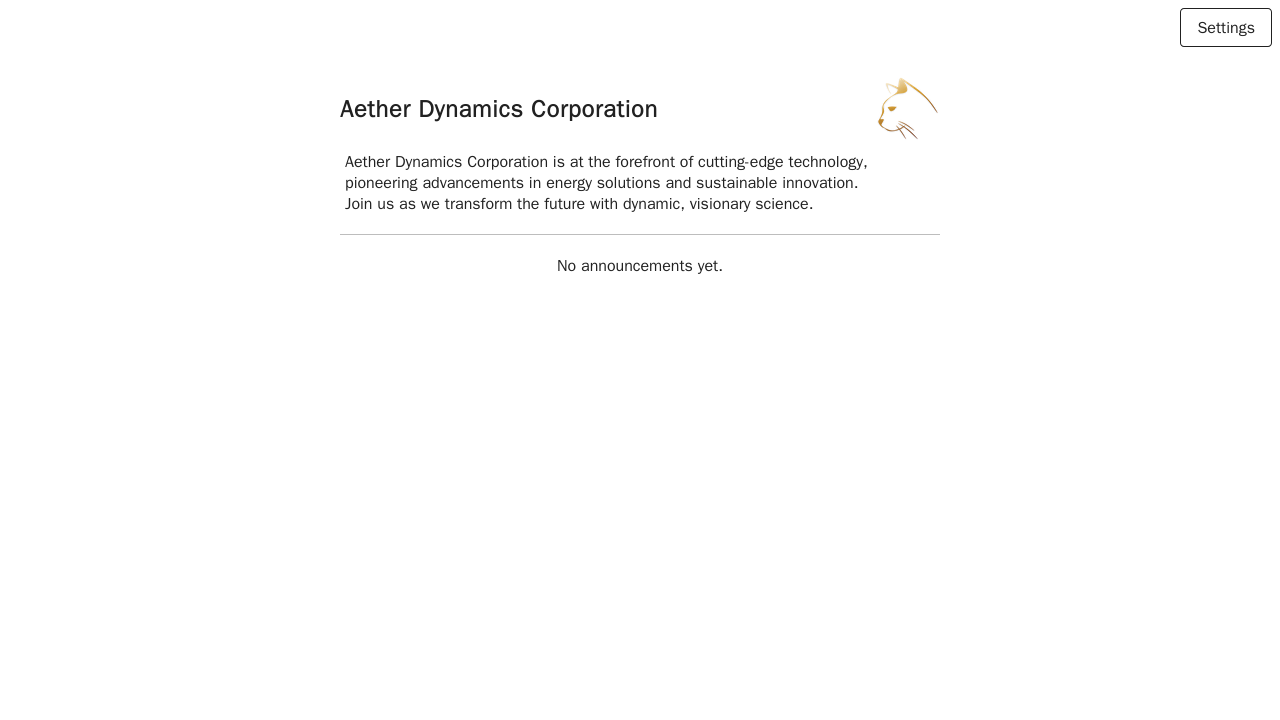 Settings
Aether Dynamics Corporation
Aether Dynamics Corporation is at the forefront of cutting-edge technology,
pioneering advancements in energy solutions and sustainable innovation.
Join us as we transform the future with dynamic, visionary science.
No announcements yet.